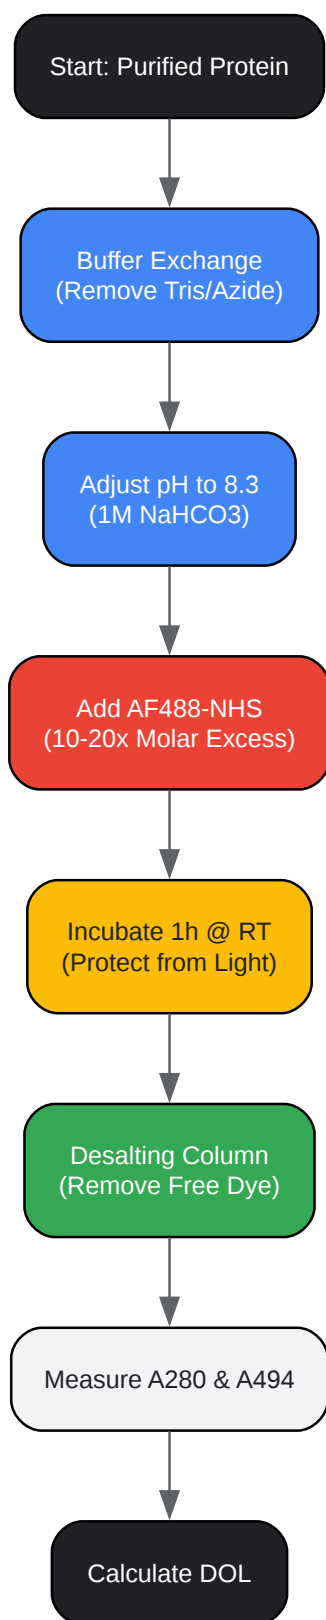 Start: Purified Protein
Buffer Exchange
(Remove Tris/Azide)
Adjust pH to 8.3
(1M NaHCO3)
Add AF488-NHS
(10-20x Molar Excess)
Incubate 1h @ RT
(Protect from Light)
Desalting Column
(Remove Free Dye)
Measure A280 & A494
Calculate DOL